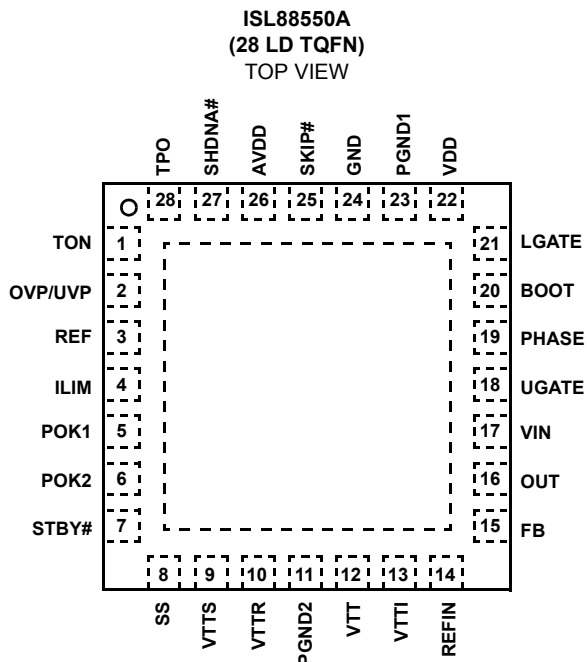 ISL88550A
(28 LD TQFN)
TOP VIEW
TPO
SHDNA#
AVDD
SKIP#
GND
PGND1
VDD
28 27 26 25 24 23 22
TON 1
OVP/UVP 2
REF 3
ILIM 4
POK1 5
POK2 6
STBY# 7
21 LGATE
20 BOOT
19 PHASE
18 UGATE
17 VIN
16 OUT
15 FB
8 9 10 11 12 13 14
SS
VTTS
VTTR
PGND2
VTT
VTTI
REFIN